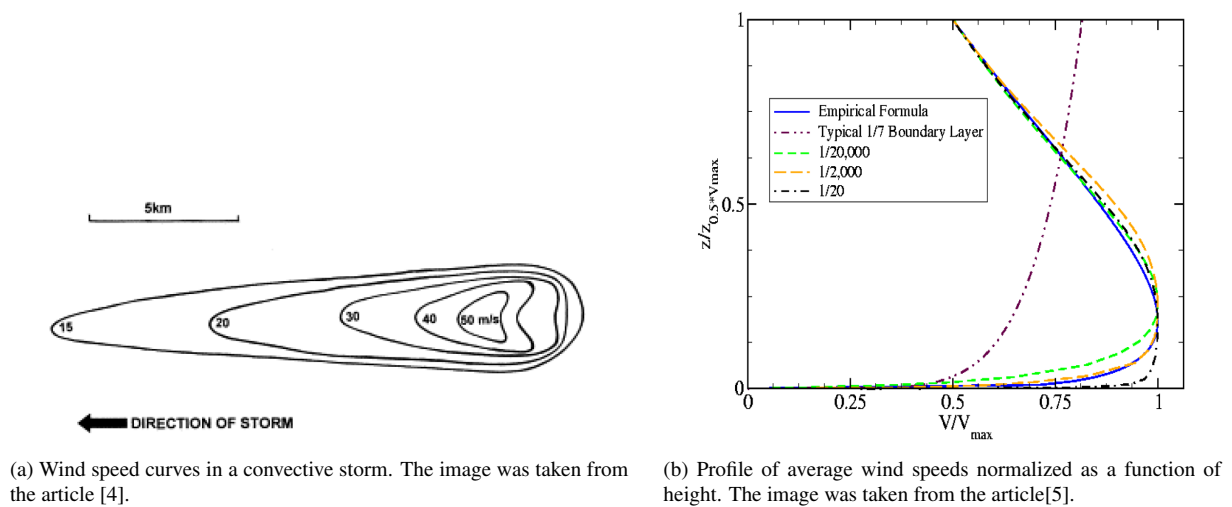 5km
15
20
30
40
50 m/s
DIRECTION OF STORM
(a) Wind speed curves in a convective storm. The image was taken from
the article [4].
1
0.5
0
z/z0.5*Vmax
Empirical Formula
Typical 1/7 Boundary Layer
1/20,000
1/2,000
1/20
0 0.25 0.5 0.75 1
V/Vmax
(b) Profile of average wind speeds normalized as a function of
height. The image was taken from the article[5].